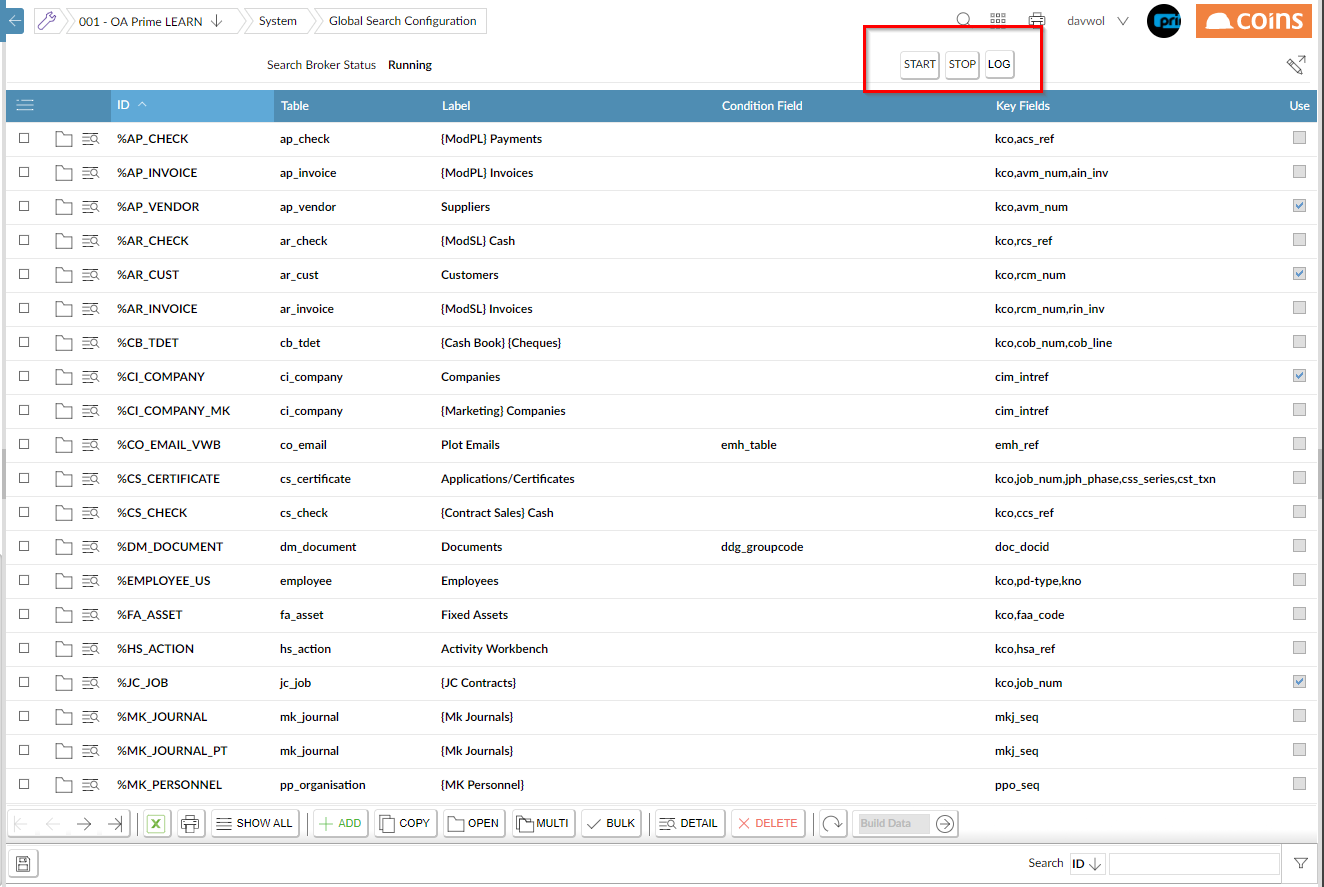 001 - OA Prime LEARN System Global Search Configuration davwol pri coins
Search Broker Status Running START STOP LOG
ID Table Label Condition Field Key Fields Use
%AP_CHECK ap_check {ModPL} Payments kco,acs_ref
%AP_INVOICE ap_invoice {ModPL} Invoices kco,avm_num,ain_inv
%AP_VENDOR ap_vendor Suppliers kco,avm_num
%AR_CHECK ar_check {ModSL} Cash kco,rcs_ref
%AR_CUST ar_cust Customers kco,rcm_num
%AR_INVOICE ar_invoice {ModSL} Invoices kco,rcm_num,rin_inv
%CB_TDET cb_tdet {Cash Book} {Cheques} kco,cob_num,cob_line
%CI_COMPANY ci_company Companies cim_intref
%CI_COMPANY_MK ci_company {Marketing} Companies cim_intref
%CO_EMAIL_VWB co_email Plot Emails emh_table emh_ref
%CS_CERTIFICATE cs_certificate Applications/Certificates kco,job_num,jph_phase,css_series,cst_txn
%CS_CHECK cs_check {Contract Sales} Cash kco,ccs_ref
%DM_DOCUMENT dm_document Documents ddg_groupcode doc_docid
%EMPLOYEE_US employee Employees kco,pd-type,kno
%FA_ASSET fa_asset Fixed Assets kco,faa_code
%HS_ACTION hs_action Activity Workbench kco,hsa_ref
%JC_JOB jc_job {JC Contracts} kco,job_num
%MK_JOURNAL mk_journal {Mk Journals} mkj_seq
%MK_JOURNAL_PT mk_journal {Mk Journals} mkj_seq
%MK_PERSONNEL pp_organisation {MK Personnel} ppo_seq
SHOW ALL ADD COPY OPEN MULTI BULK DETAIL DELETE Build Data
Search ID